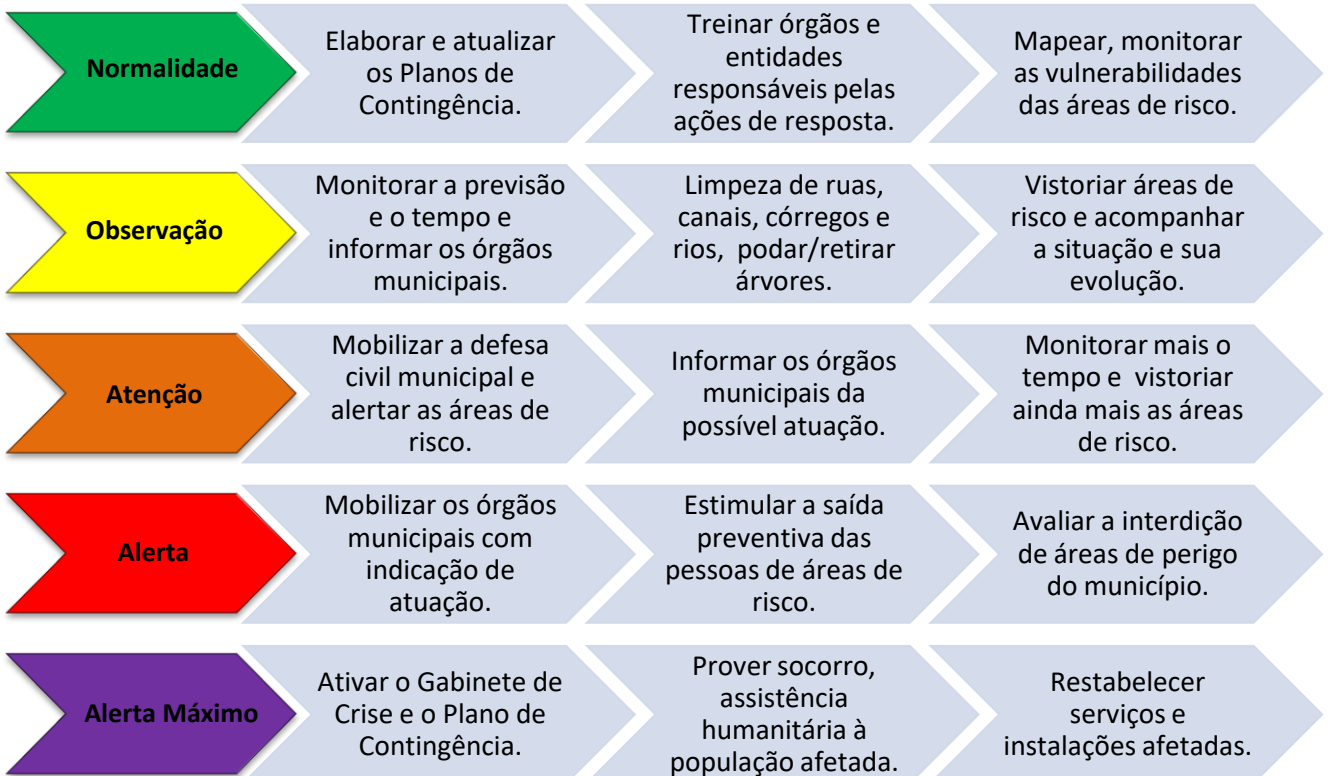 Normalidade
Elaborar e atualizar
os Planos de
Contingência.
Treinar órgãos e
entidades
responsáveis pelas
ações de resposta.
Mapear, monitorar
as vulnerabilidades
das áreas de risco.
Observação
Monitorar a previsão
e o tempo e
informar os órgãos
municipais.
Limpeza de ruas,
canais, córregos e
rios, podar/retirar
árvores.
Vistoriar áreas de
risco e acompanhar
a situação e sua
evolução.
Atenção
Mobilizar a defesa
civil municipal e
alertar as áreas de
risco.
Informar os órgãos
municipais da
possível atuação.
Monitorar mais o
tempo e vistoriar
ainda mais as áreas
de risco.
Alerta
Mobilizar os órgãos
municipais com
indicação de
atuação.
Estimular a saída
preventiva das
pessoas de áreas de
risco.
Avaliar a interdição
de áreas de perigo
do município.
Alerta Máximo
Ativar o Gabinete de
Crise e o Plano de
Contingência.
Prover socorro,
assistência
humanitária à
população afetada.
Restabelecer
serviços e
instalações afetadas.